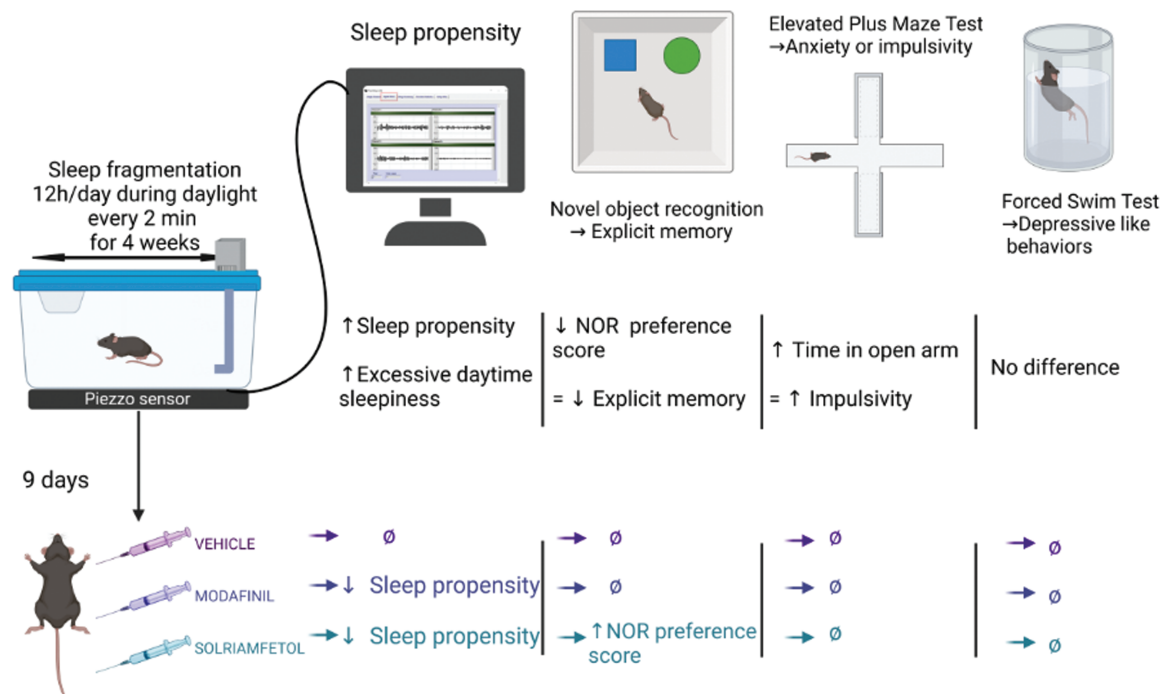 Sleep propensity
Elevated Plus Maze Test
→Anxiety or impulsivity
Sleep fragmentation
12h/day during daylight
every 2 min
for 4 weeks
Novel object recognition
→ Explicit memory
Forced Swim Test
→Depressive like
behaviors
Piezzo sensor
↑Sleep propensity
↑Excessive daytime
sleepiness
↓ NOR preference
score
= ↓ Explicit memory
↑ Time in open arm
= ↑ Impulsivity
No difference
9 days
VEHICLE → ø → ø → ø → ø
MODAFINIL →↓ Sleep propensity → ø → ø → ø
SOLRIAMFETOL →↓ Sleep propensity → ↑NOR preference → ø → ø
score